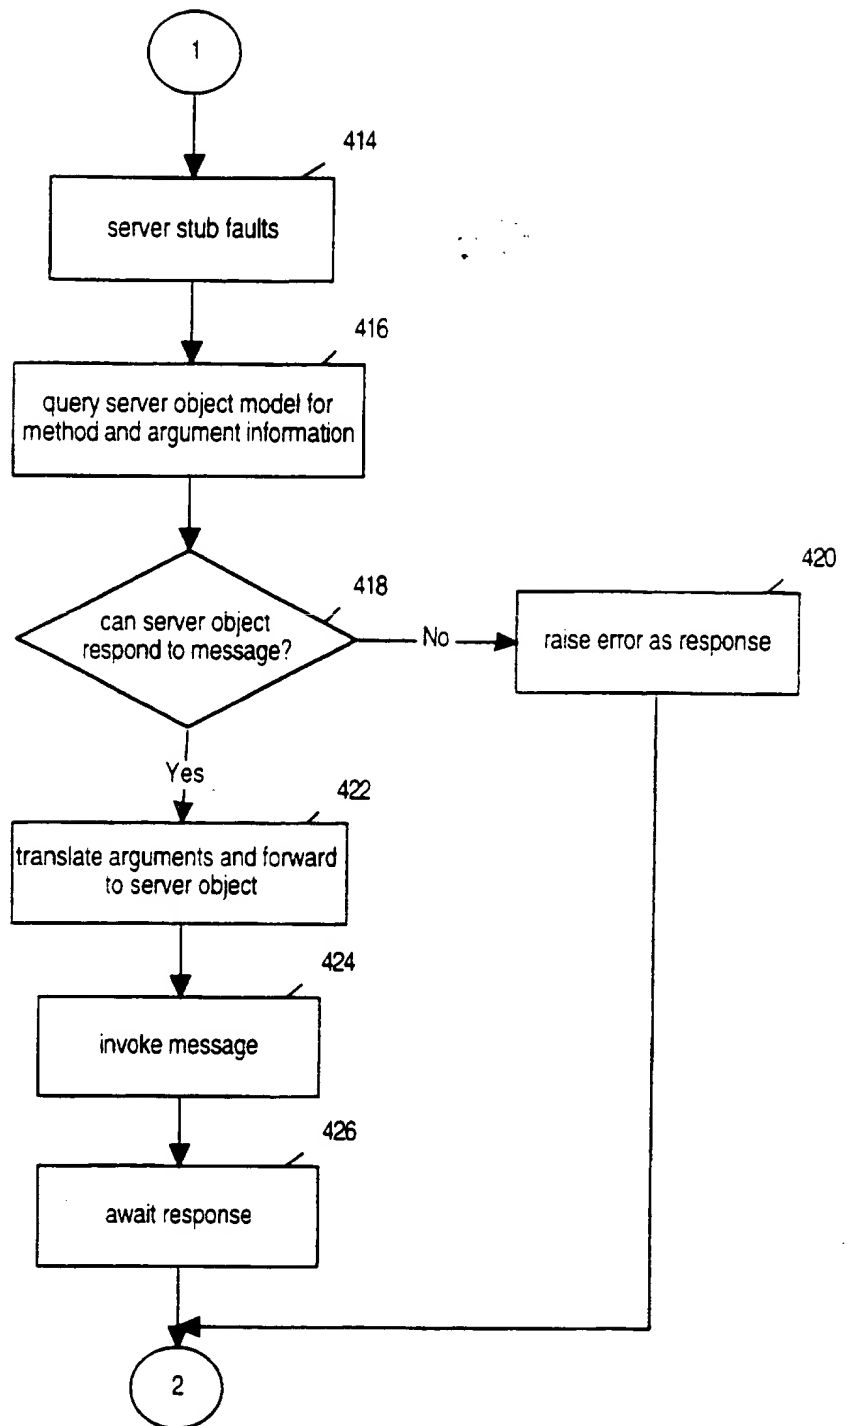 1
414
server stub faults
416
query server object model for
method and argument information
418
can server object
respond to message?
No
420
raise error as response
Yes
422
translate arguments and forward
to server object
424
invoke message
426
await response
2